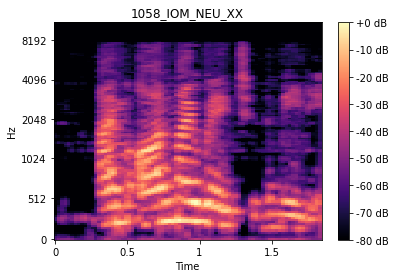 1058_IOM_NEU_XX
Hz
8192
4096
2048
1024
512
0
0
0.5
1
1.5
Time
+0 dB
-10 dB
-20 dB
-30 dB
-40 dB
-50 dB
-60 dB
-70 dB
-80 dB